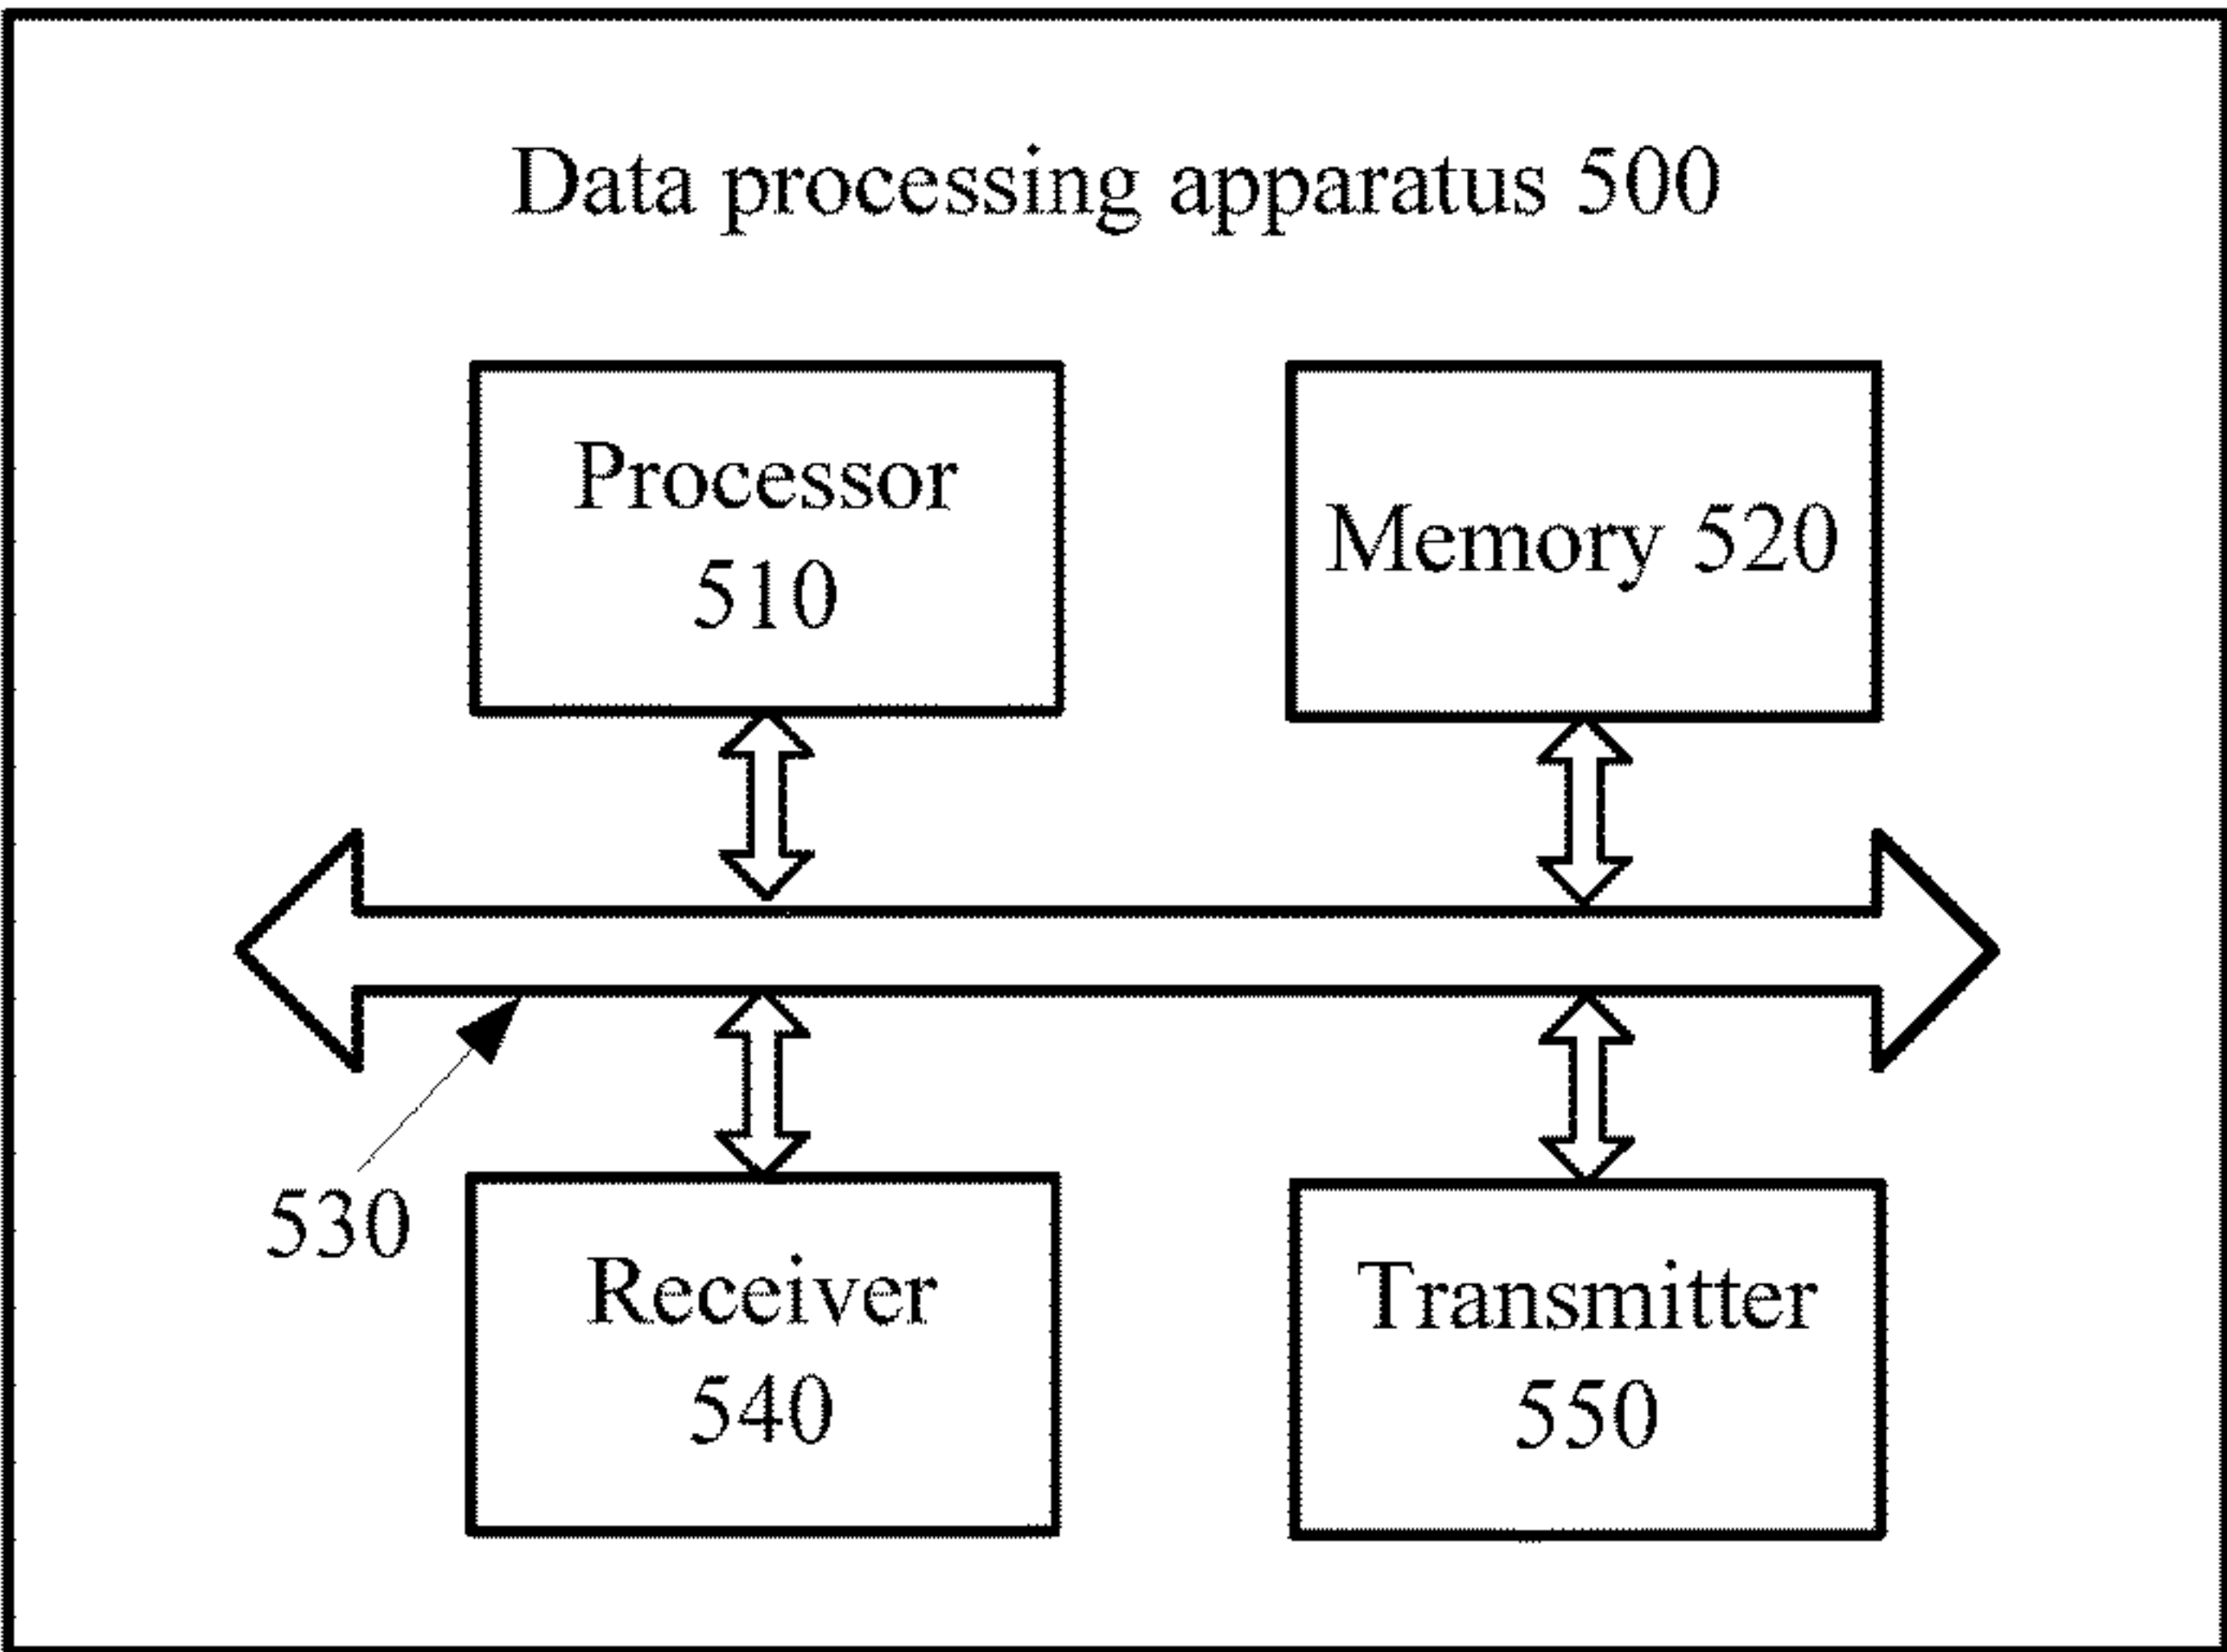 Data processing apparatus 500
Processor
510
Memory 520
530
Receiver
540
Transmitter
550